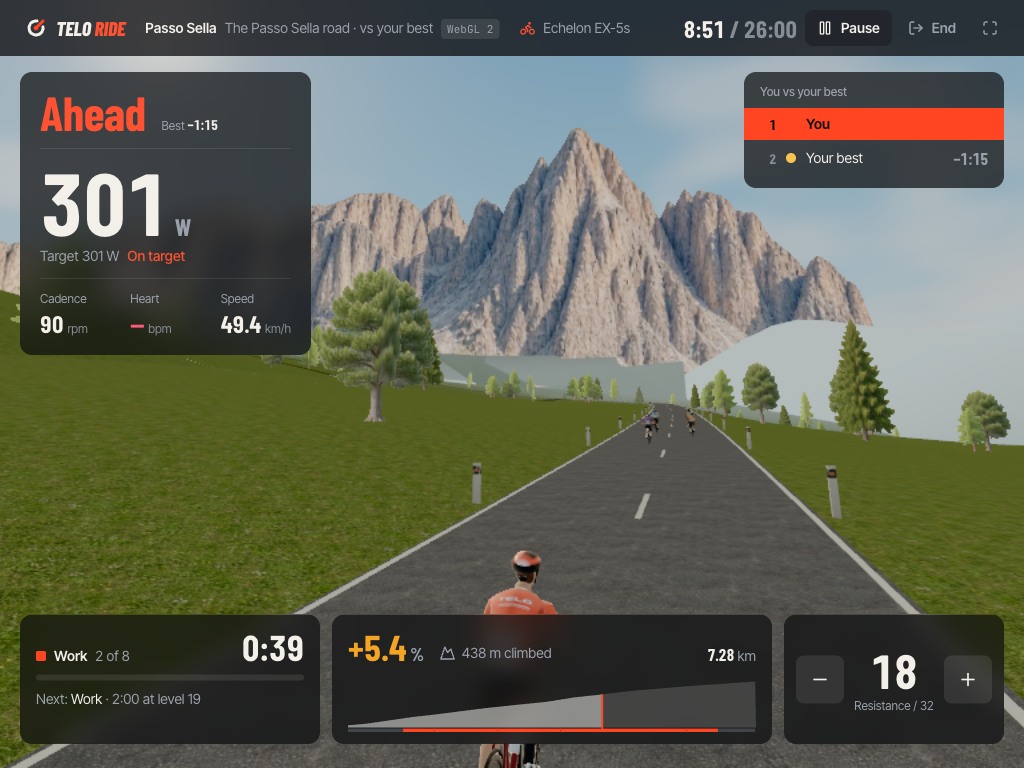 TELO RIDE
Passo Sella The Passo Sella road · vs your best WebGL 2
Echelon EX-5s
8:51 / 26:00
Pause
End
Ahead Best −1:15
301 W
Target 301 W On target
Cadence Heart Speed
90 rpm — bpm 49.4 km/h
You vs your best
1 You
2 Your best −1:15
TELO
Work 2 of 8 0:39
Next: Work · 2:00 at level 19
+5.4 % 438 m climbed 7.28 km
− 18 +
Resistance / 32